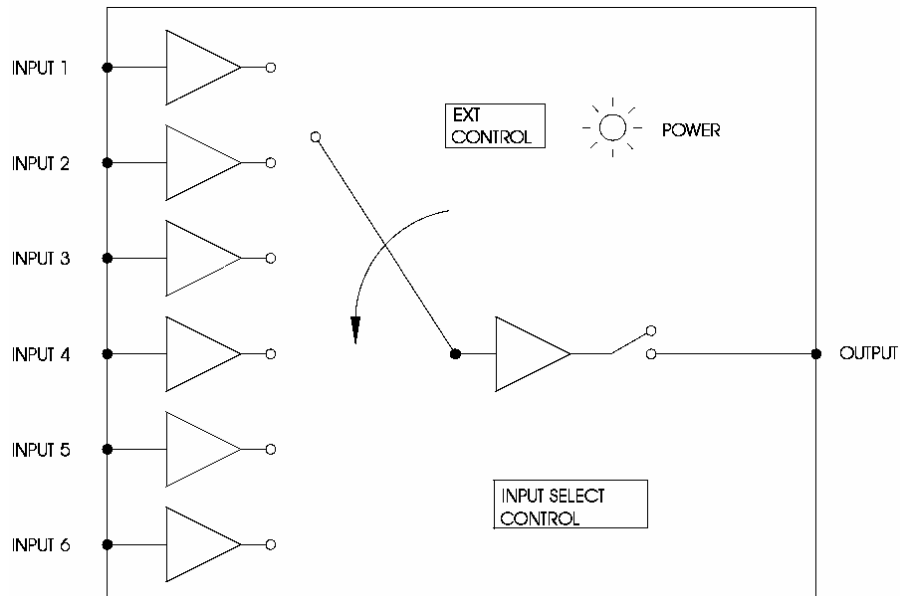 INPUT 1
EXT
CONTROL
POWER
INPUT 2
INPUT 3
INPUT 4
OUTPUT
INPUT 5
INPUT SELECT
CONTROL
INPUT 6